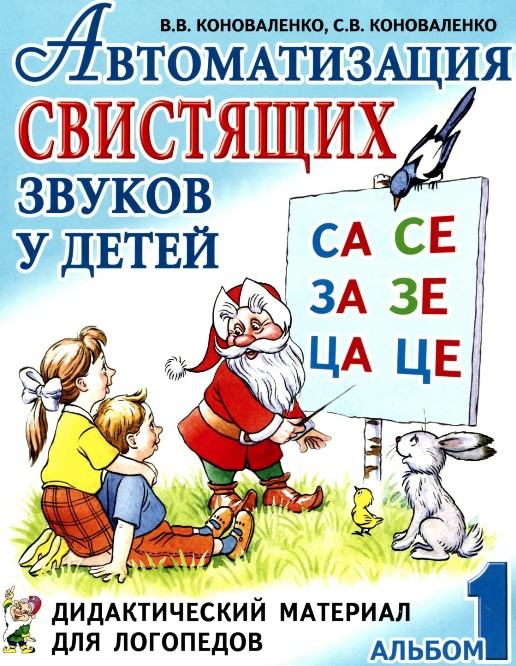 В.В. КОНОВАЛЕНКО, С.В. КОНОВАЛЕНКО
АВТОМАТИЗАЦИЯ
СВИСТЯЩИХ
ЗВУКОВ
У ДЕТЕЙ
СА СЕ
ЗА ЗЕ
ЦА ЦЕ
ДИДАКТИЧЕСКИЙ МАТЕРИАЛ
ДЛЯ ЛОГОПЕДОВ
АЛЬБОМ 1